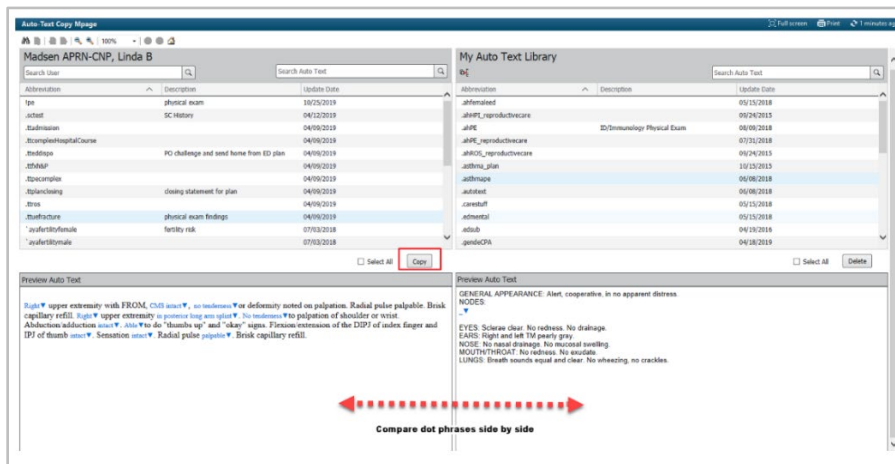 Auto-Text Copy Mpage
Full screen Print 1 minutes ago
100%
Madsen APRN-CNP, Linda B
Search User
Search Auto Text
Abbreviation Description Update Date
!pe physical exam 10/25/2019
.sctest SC History 04/12/2019
.ttadmission 04/09/2019
.ttcomplexHospitalCourse 04/09/2019
.tteddispo PO challenge and send home from ED plan 04/09/2019
.ttfxH&P 04/09/2019
.ttpecomplex 04/09/2019
.ttplanclosing closing statement for plan 04/09/2019
.ttros 04/09/2019
.ttuefracture physical exam findings 04/09/2019
`ayafertilityfemale fertility risk 07/03/2018
`ayafertilitymale 07/03/2018
Select All Copy
My Auto Text Library
Search Auto Text
Abbreviation Description Update Date
.ahfemaleed 05/15/2018
.ahHPI_reproductivecare 09/24/2015
.ahPE ID/Immunology Physical Exam 08/09/2018
.ahPE_reproductivecare 07/31/2018
.ahROS_reproductivecare 09/24/2015
.asthma_plan 10/15/2015
.asthmape 06/08/2018
.autotext 06/08/2018
.carestuff 05/15/2018
.edmental 05/15/2018
.edsub 04/19/2016
.gendeCPA 04/18/2019
Select All Delete
Preview Auto Text
Right upper extremity with FROM, CMS intact, no tenderness or deformity noted on palpation. Radial pulse palpable. Brisk
capillary refill. Right upper extremity in posterior long arm splint. No tenderness to palpation of shoulder or wrist.
Abduction/adduction intact. Able to do "thumbs up" and "okay" signs. Flexion/extension of the DIPJ of index finger and
IPJ of thumb intact. Sensation intact. Radial pulse palpable. Brisk capillary refill.
Preview Auto Text
GENERAL APPEARANCE: Alert, cooperative, in no apparent distress.
NODES:
_
EYES: Sclerae clear. No redness. No drainage.
EARS: Right and left TM pearly gray.
NOSE: No nasal drainage. No mucosal swelling.
MOUTH/THROAT: No redness. No exudate.
LUNGS: Breath sounds equal and clear. No wheezing, no crackles.
Compare dot phrases side by side